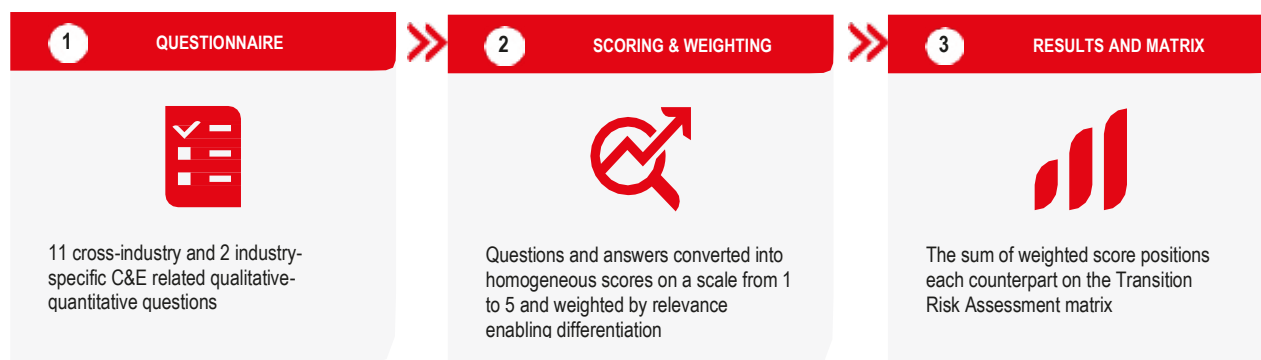 1
QUESTIONNAIRE
11 cross-industry and 2 industry-
specific C&E related qualitative-
quantitative questions
2
SCORING & WEIGHTING
Questions and answers converted into
homogeneous scores on a scale from 1
to 5 and weighted by relevance
enabling differentiation
3
RESULTS AND MATRIX
The sum of weighted score positions
each counterpart on the Transition
Risk Assessment matrix